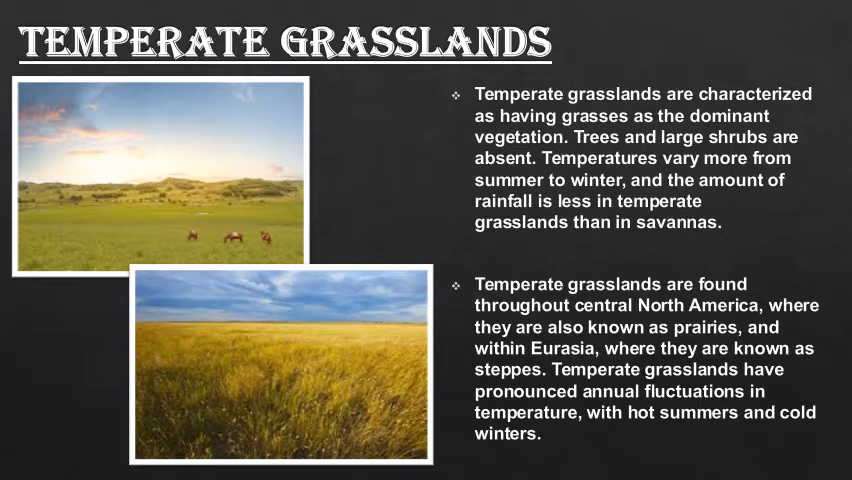 TEMPERATE GRASSLANDS
Temperate grasslands are characterized
as having grasses as the dominant
vegetation. Trees and large shrubs are
absent. Temperatures vary more from
summer to winter, and the amount of
rainfall is less in temperate
grasslands than in savannas.
Temperate grasslands are found
throughout central North America, where
they are also known as prairies, and
within Eurasia, where they are known as
steppes. Temperate grasslands have
pronounced annual fluctuations in
temperature, with hot summers and cold
winters.